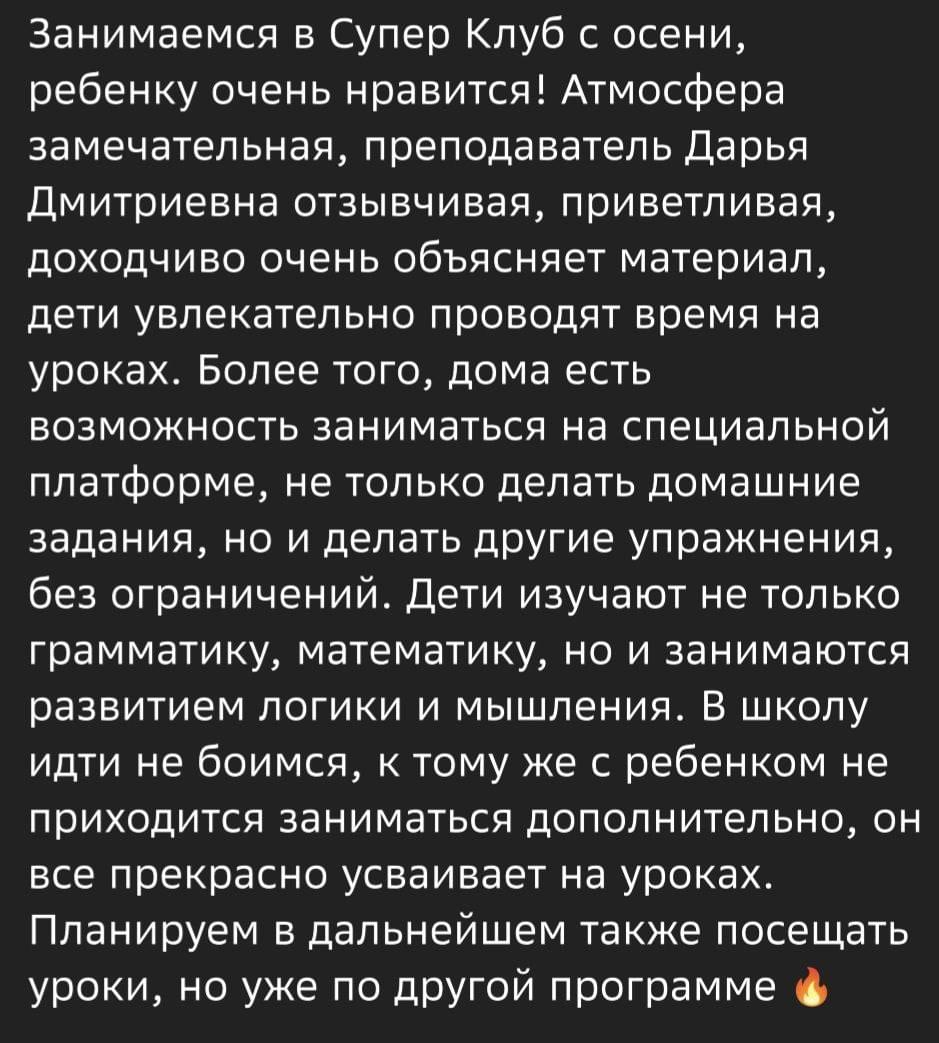 Занимаемся в Супер Клуб с осени,
ребенку очень нравится! Атмосфера
замечательная, преподаватель Дарья
Дмитриевна отзывчивая, приветливая,
доходчиво очень объясняет материал,
дети увлекательно проводят время на
уроках. Более того, дома есть
возможность заниматься на специальной
платформе, не только делать домашние
задания, но и делать другие упражнения,
без ограничений. Дети изучают не только
грамматику, математику, но и занимаются
развитием логики и мышления. В школу
идти не боимся, к тому же с ребенком не
приходится заниматься дополнительно, он
все прекрасно усваивает на уроках.
Планируем в дальнейшем также посещать
уроки, но уже по другой программе 🔥